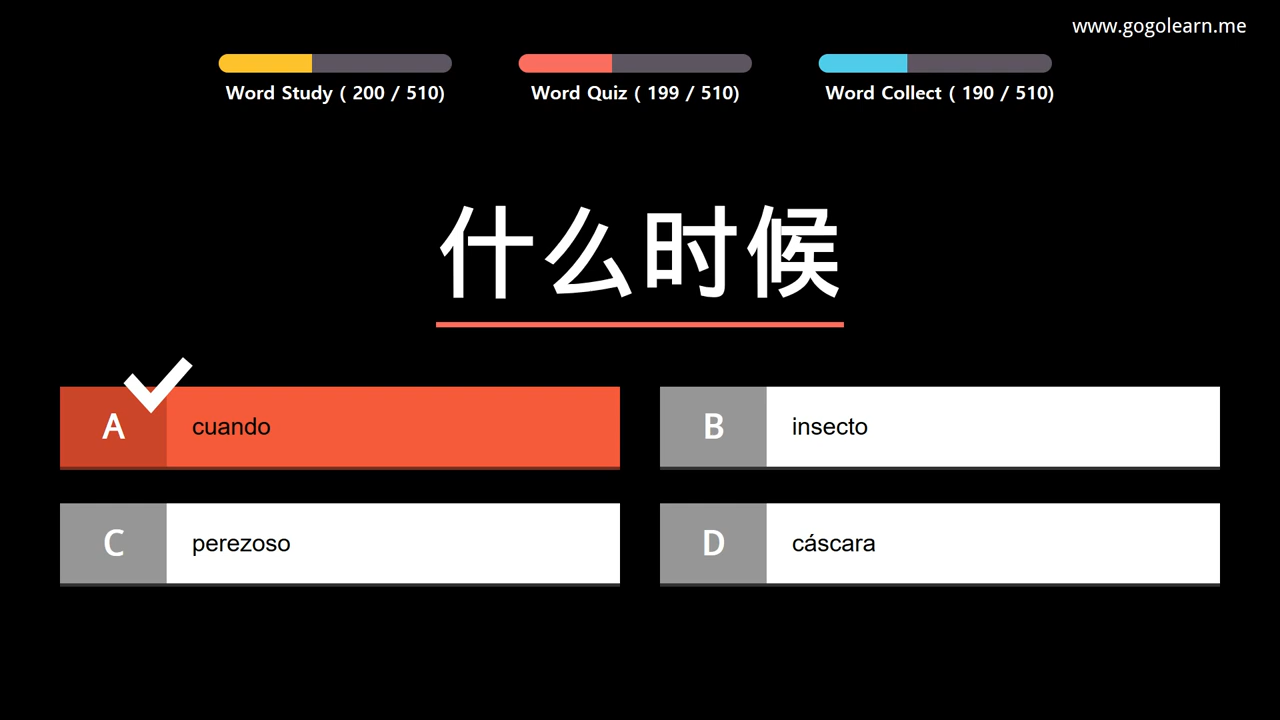 www.gogolearn.me
Word Study ( 200 / 510)
Word Quiz ( 199 / 510)
Word Collect ( 190 / 510)
什么时候
A cuando
B insecto
C perezoso
D cáscara